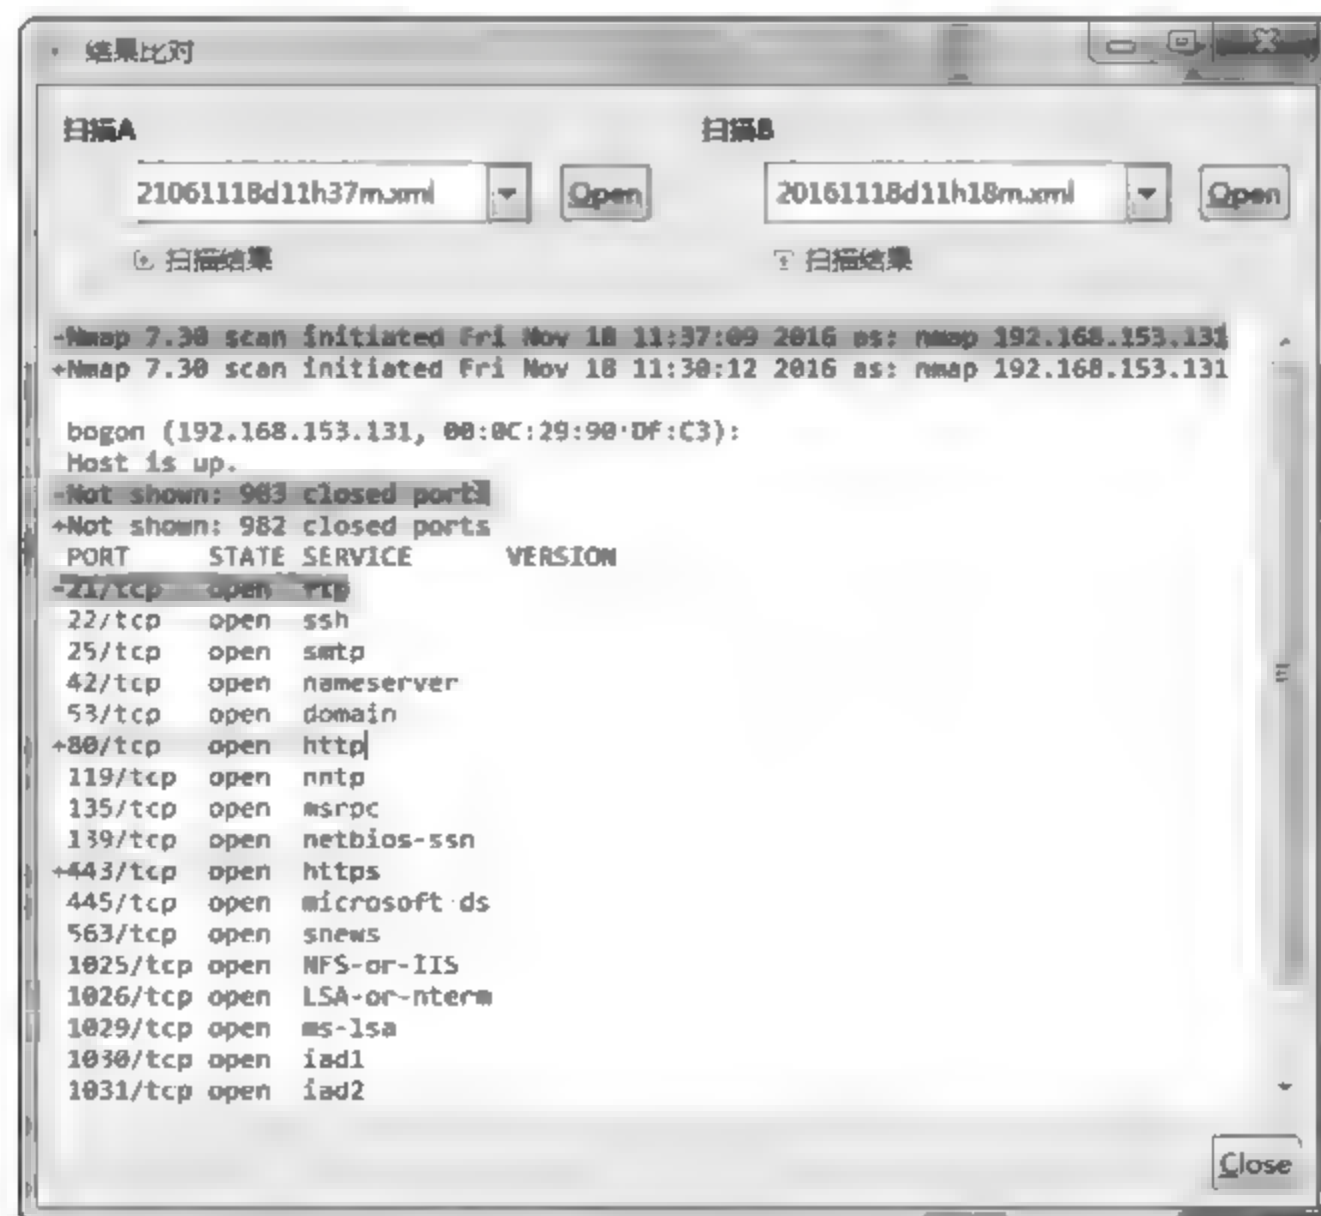 结果比对
扫描A 扫描B
21061118d11h37m.xml Open 20161118d11h18m.xml Open
扫描结果 扫描结果
-Nmap 7.30 scan initiated Fri Nov 18 11:37:09 2016 as: nmap 192.168.153.131
+Nmap 7.30 scan initiated Fri Nov 18 11:30:12 2016 as: nmap 192.168.153.131
bogon (192.168.153.131, 00:0C:29:90:DF:C3):
Host is up.
-Not shown: 983 closed ports
+Not shown: 982 closed ports
PORT STATE SERVICE VERSION
-21/tcp open ftp
22/tcp open ssh
25/tcp open smtp
42/tcp open nameserver
53/tcp open domain
+80/tcp open http
119/tcp open nntp
135/tcp open msrpc
139/tcp open netbios-ssn
+443/tcp open https
445/tcp open microsoft-ds
563/tcp open snews
1025/tcp open NFS-or-IIS
1026/tcp open LSA-or-nterm
1029/tcp open ms-lsa
1030/tcp open iad1
1031/tcp open iad2
Close